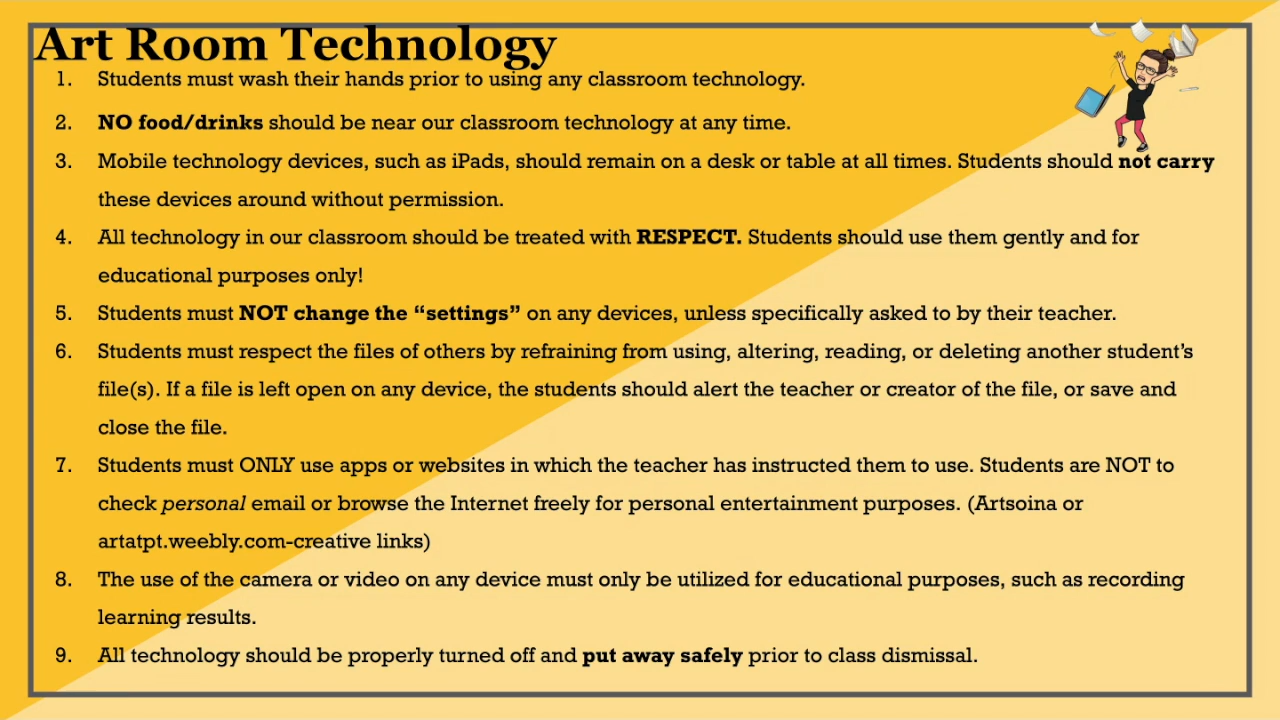 Art Room Technology
1. Students must wash their hands prior to using any classroom technology.
2. NO food/drinks should be near our classroom technology at any time.
3. Mobile technology devices, such as iPads, should remain on a desk or table at all times. Students should not carry
these devices around without permission.
4. All technology in our classroom should be treated with RESPECT. Students should use them gently and for
educational purposes only!
5. Students must NOT change the “settings” on any devices, unless specifically asked to by their teacher.
6. Students must respect the files of others by refraining from using, altering, reading, or deleting another student’s
file(s). If a file is left open on any device, the students should alert the teacher or creator of the file, or save and
close the file.
7. Students must ONLY use apps or websites in which the teacher has instructed them to use. Students are NOT to
check personal email or browse the Internet freely for personal entertainment purposes. (Artsoina or
artatpt.weebly.com-creative links)
8. The use of the camera or video on any device must only be utilized for educational purposes, such as recording
learning results.
9. All technology should be properly turned off and put away safely prior to class dismissal.